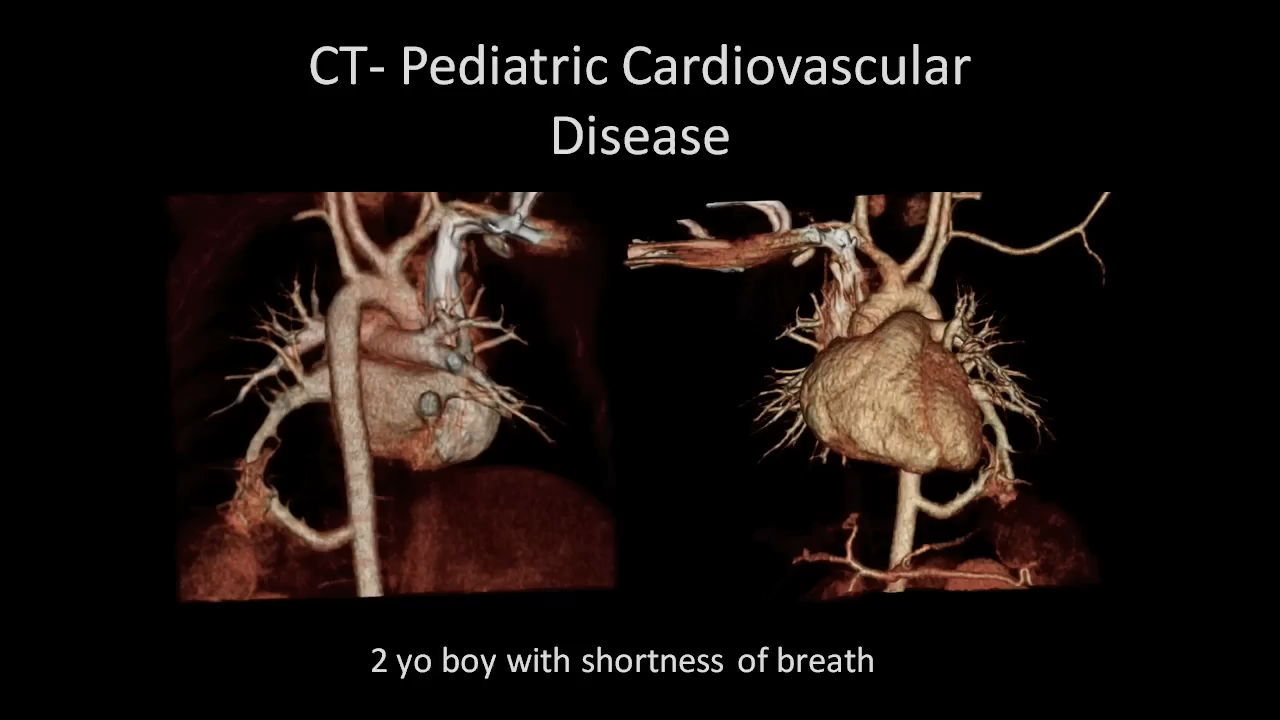 CT- Pediatric Cardiovascular
Disease
2 yo boy with shortness of breath